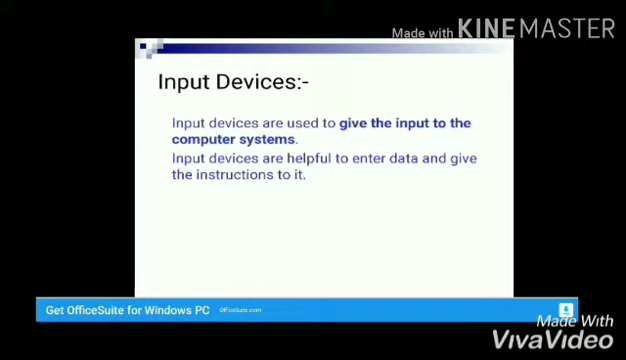 Made with KINEMASTER
Input Devices:-
Input devices are used to give the input to the
computer systems.
Input devices are helpful to enter data and give
the instructions to it.
Get OfficeSuite for Windows PC OfficeSuite.com
Made With
VivaVideo